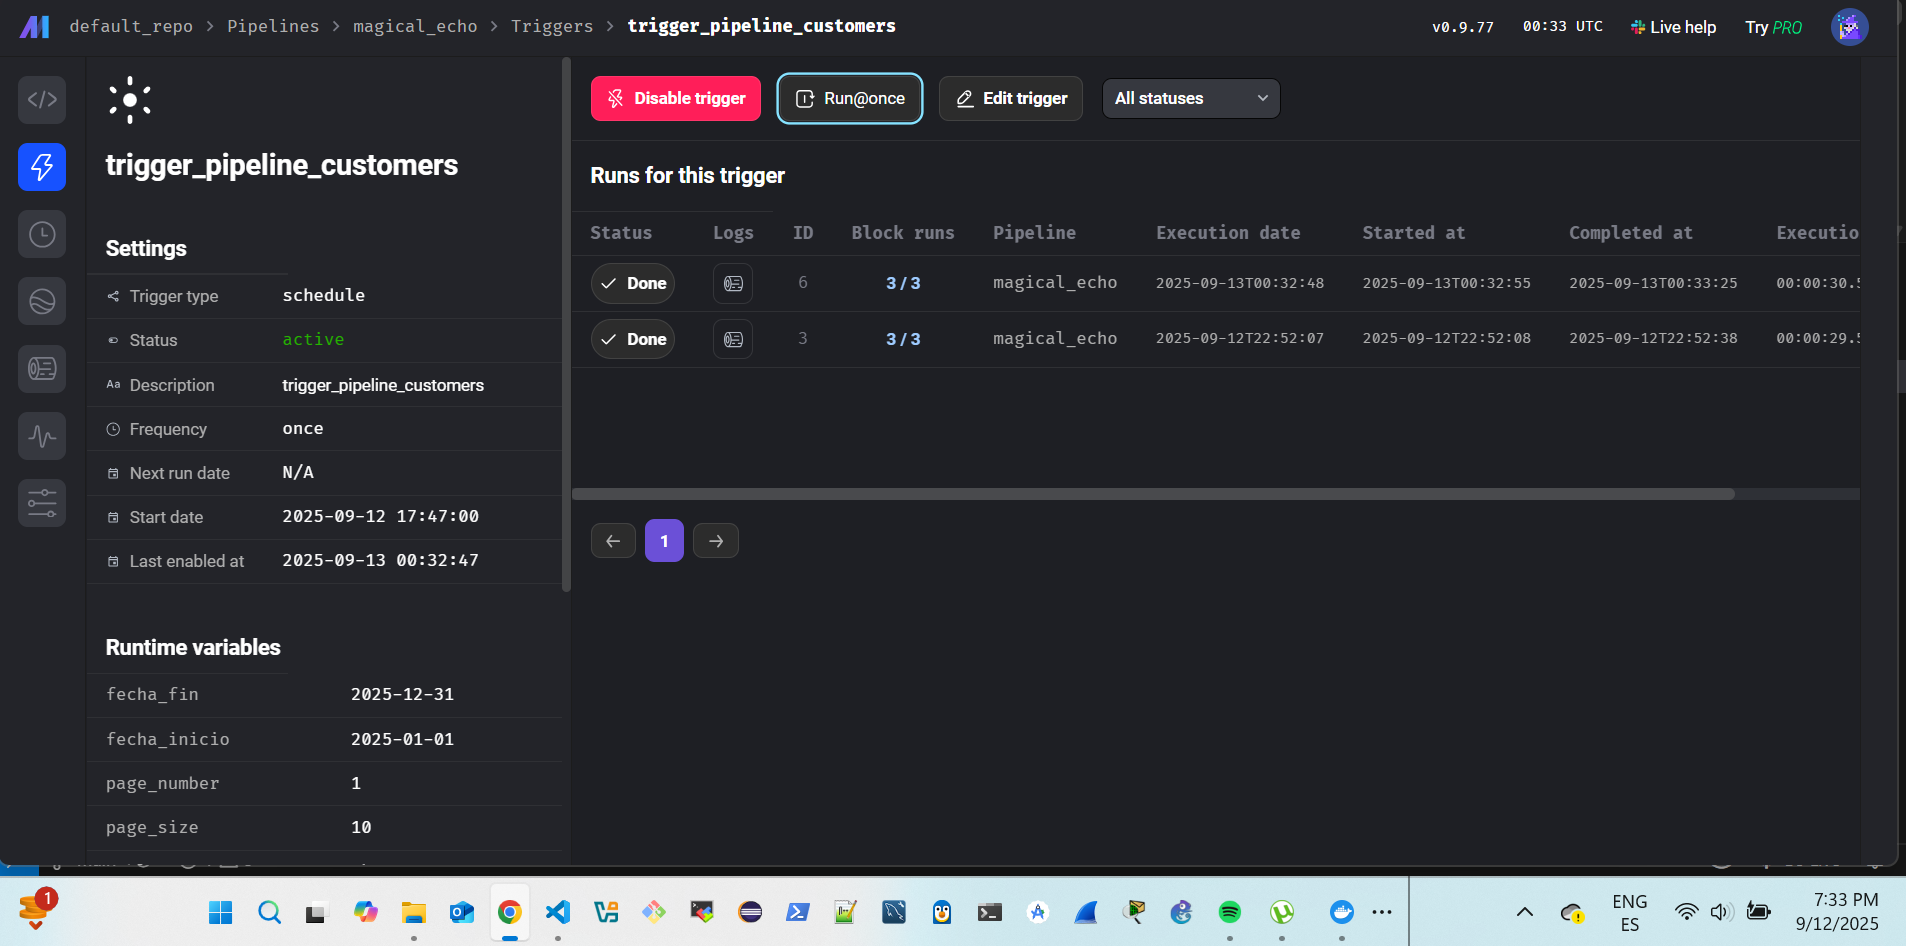 default_repo > Pipelines > magical_echo > Triggers > trigger_pipeline_customers
v0.9.77 00:33 UTC Live help Try PRO
Disable trigger Run@once Edit trigger All statuses
trigger_pipeline_customers
Settings
Trigger type schedule
Status active
Description trigger_pipeline_customers
Frequency once
Next run date N/A
Start date 2025-09-12 17:47:00
Last enabled at 2025-09-13 00:32:47
Runtime variables
fecha_fin 2025-12-31
fecha_inicio 2025-01-01
page_number 1
page_size 10
Runs for this trigger
Status Logs ID Block runs Pipeline Execution date Started at Completed at Executio
Done 6 3 / 3 magical_echo 2025-09-13T00:32:48 2025-09-13T00:32:55 2025-09-13T00:33:25 00:00:30.5
Done 3 3 / 3 magical_echo 2025-09-12T22:52:07 2025-09-12T22:52:08 2025-09-12T22:52:38 00:00:29.5
1
1
ENG
ES
7:33 PM
9/12/2025